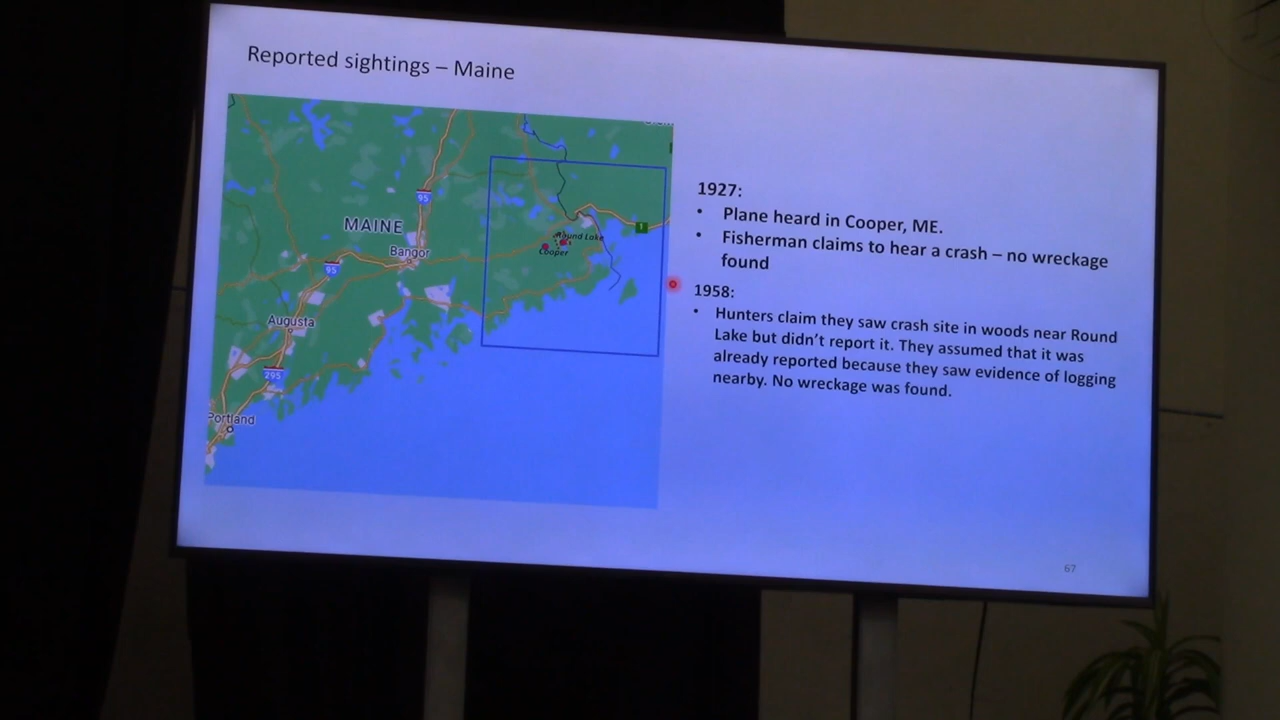 Reported sightings – Maine
1927:
• Plane heard in Cooper, ME.
• Fisherman claims to hear a crash – no wreckage
found
1958:
• Hunters claim they saw crash site in woods near Round
Lake but didn't report it. They assumed that it was
already reported because they saw evidence of logging
nearby. No wreckage was found.
95
MAINE
1
Round Lake
Bangor
Cooper
95
Augusta
295
Portland
67